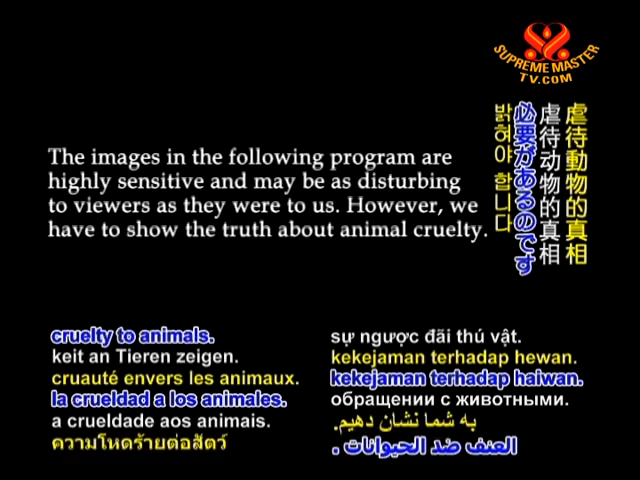 SUPREME MASTER
TV.COM
The images in the following program are
highly sensitive and may be as disturbing
to viewers as they were to us. However, we
have to show the truth about animal cruelty.
虐待動物的真相
虐待动物的真相
必要があるのです
밝혀야 합니다
cruelty to animals.
keit an Tieren zeigen.
cruauté envers les animaux.
la crueldad a los animales.
a crueldade aos animais.
ความโหดร้ายต่อสัตว์
sự ngược đãi thú vật.
kekejaman terhadap hewan.
kekejaman terhadap haiwan.
обращении с животными.
به شما نشان دهیم.
العنف ضد الحيوانات .